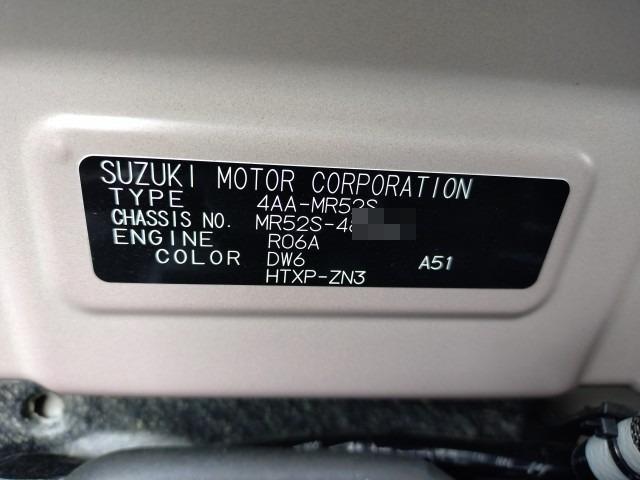 SUZUKI MOTOR CORPORATION
TYPE 4AA-MR52S
CHASSIS NO. MR52S-48
ENGINE R06A
COLOR DW6 A51
HTXP-ZN3